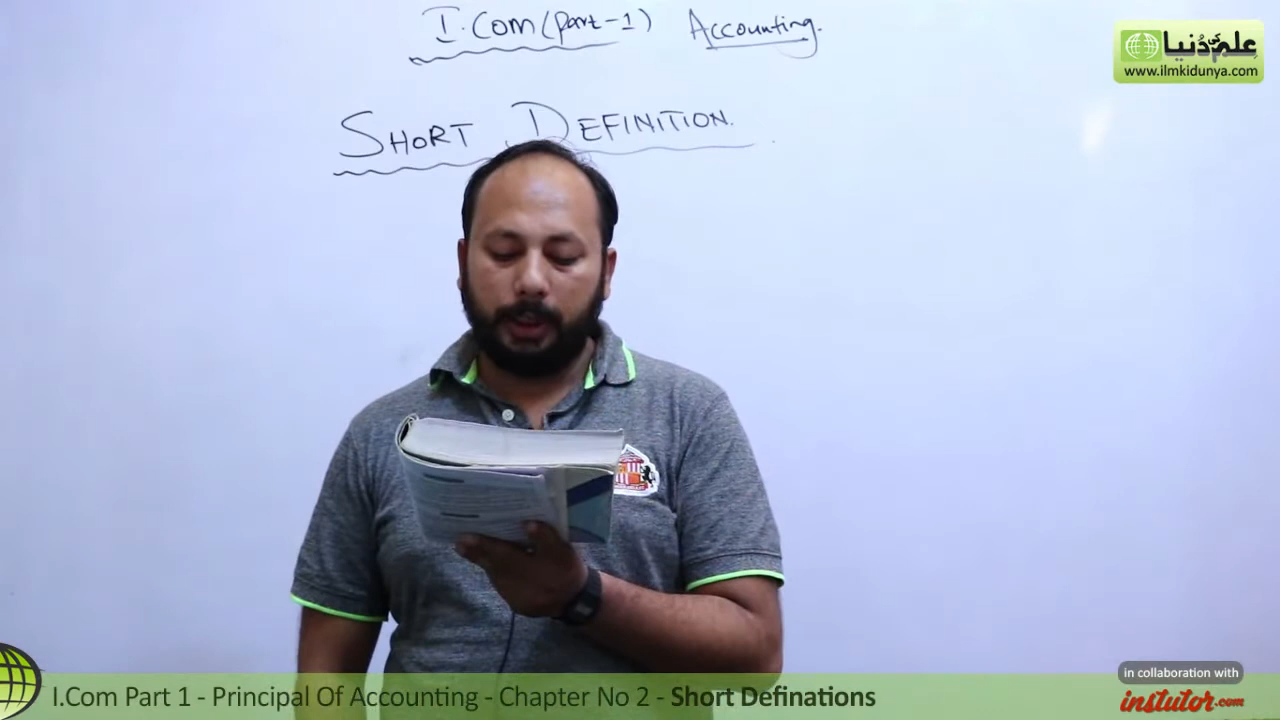 I.Com (Part-1) Accounting.
SHORT DEFINITION.
علم کی دُنیا
www.ilmkidunya.com
in collaboration with
instutor.com
I.Com Part 1 - Principal Of Accounting - Chapter No 2 - Short Definations